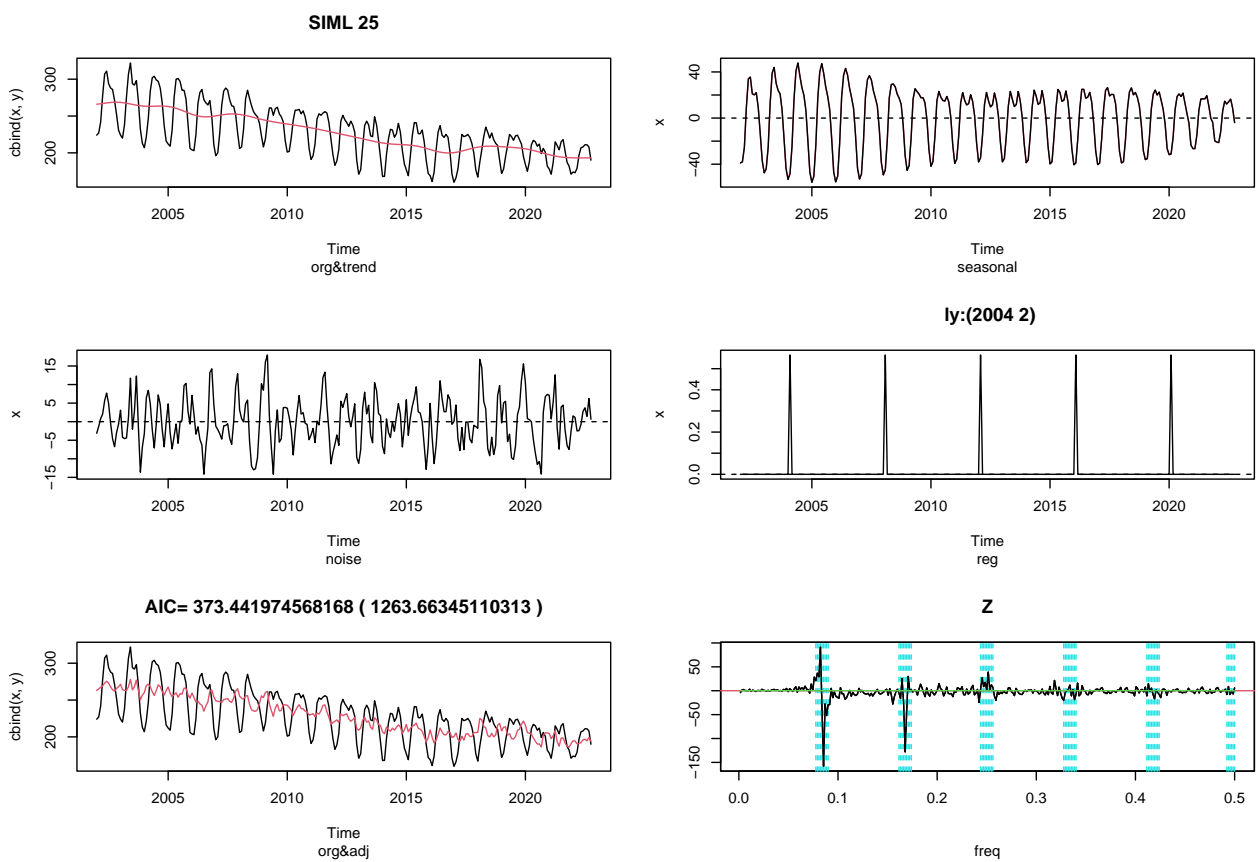 SIML 25
cbind(x, y)
200 300
2005 2010 2015 2020
Time
org&trend
x
−40 0 40
2005 2010 2015 2020
Time
seasonal
x
−15 −5 5 15
2005 2010 2015 2020
Time
noise
ly:(2004 2)
x
0.0 0.2 0.4
2005 2010 2015 2020
Time
reg
AIC= 373.441974568168 ( 1263.66345110313 )
cbind(x, y)
200 300
2005 2010 2015 2020
Time
org&adj
Z
−150 −50 50
0.0 0.1 0.2 0.3 0.4 0.5
freq